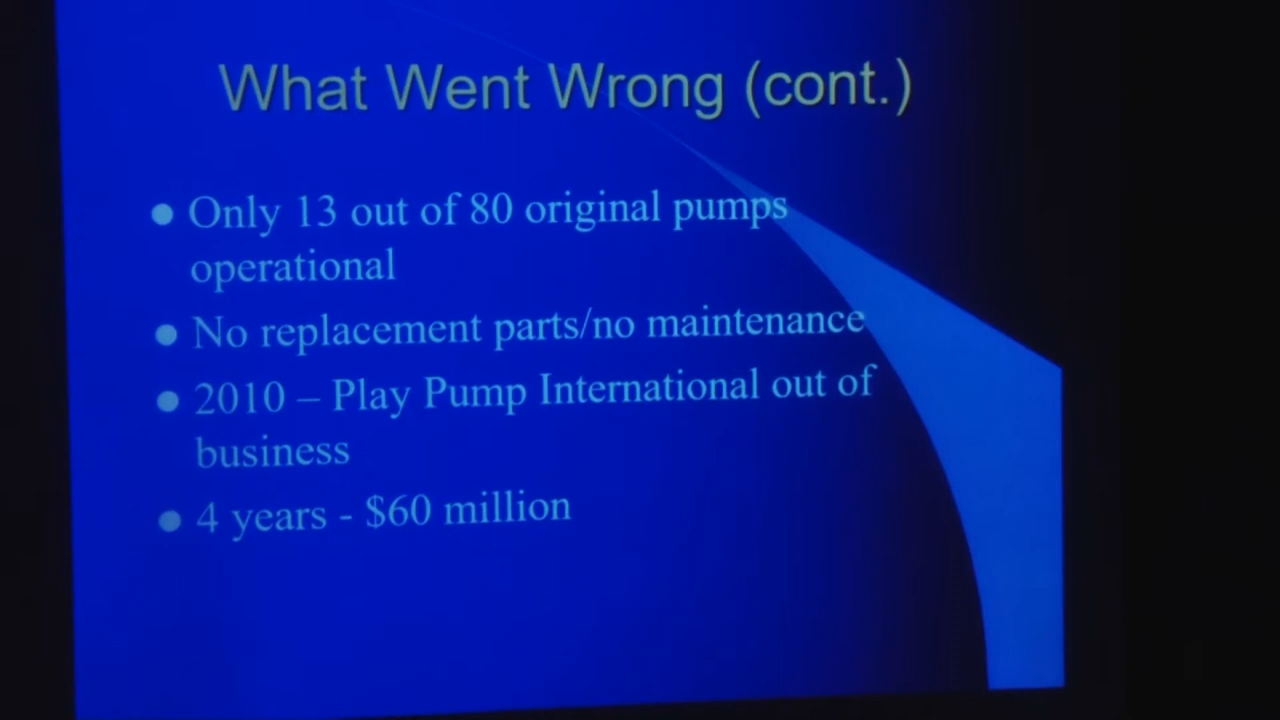 What Went Wrong (cont.)
● Only 13 out of 80 original pumps
operational
● No replacement parts/no maintenance
● 2010 – Play Pump International out of
business
● 4 years - $60 million